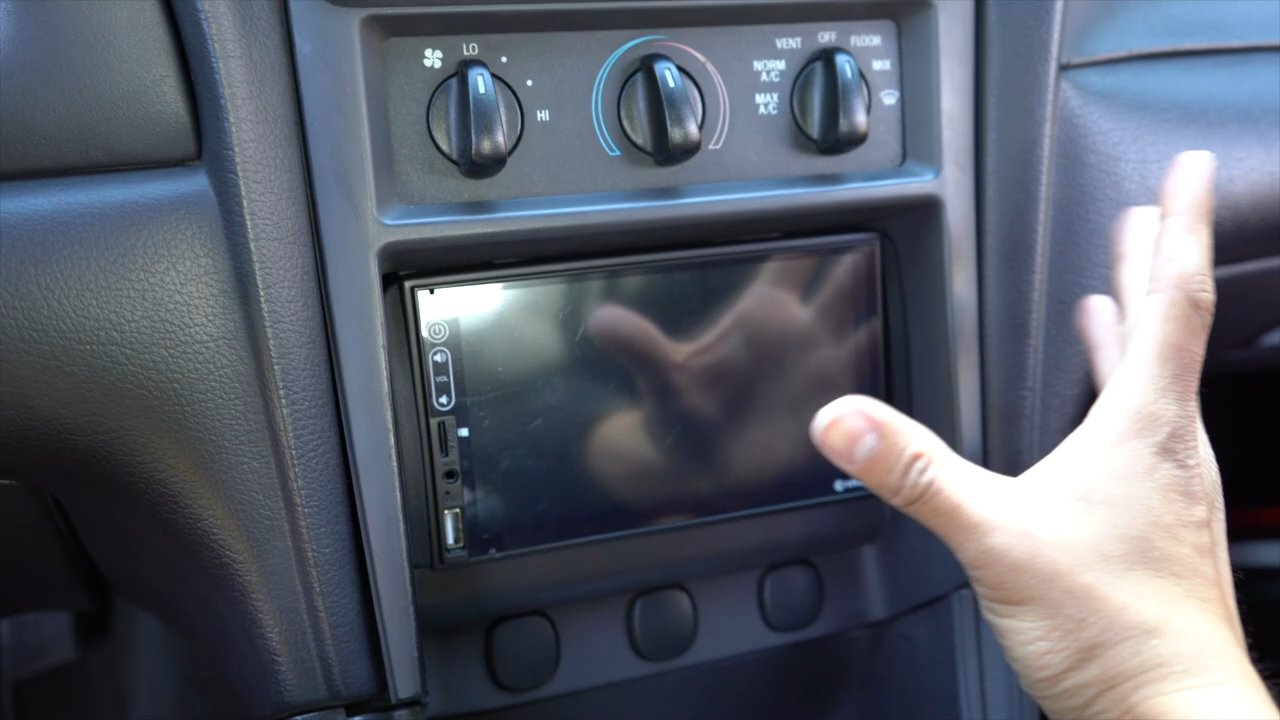 LO
HI
VENT
OFF
FLOOR
NORM
A/C
MIX
MAX
A/C
VOL